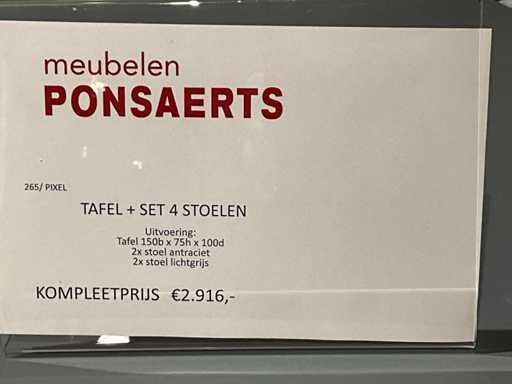 meubelen
PONSAERTS
265/ PIXEL
TAFEL + SET 4 STOELEN
Uitvoering:
Tafel 150b x 75h x 100d
2x stoel antraciet
2x stoel lichtgrijs
KOMPLEETPRIJS €2.916,-